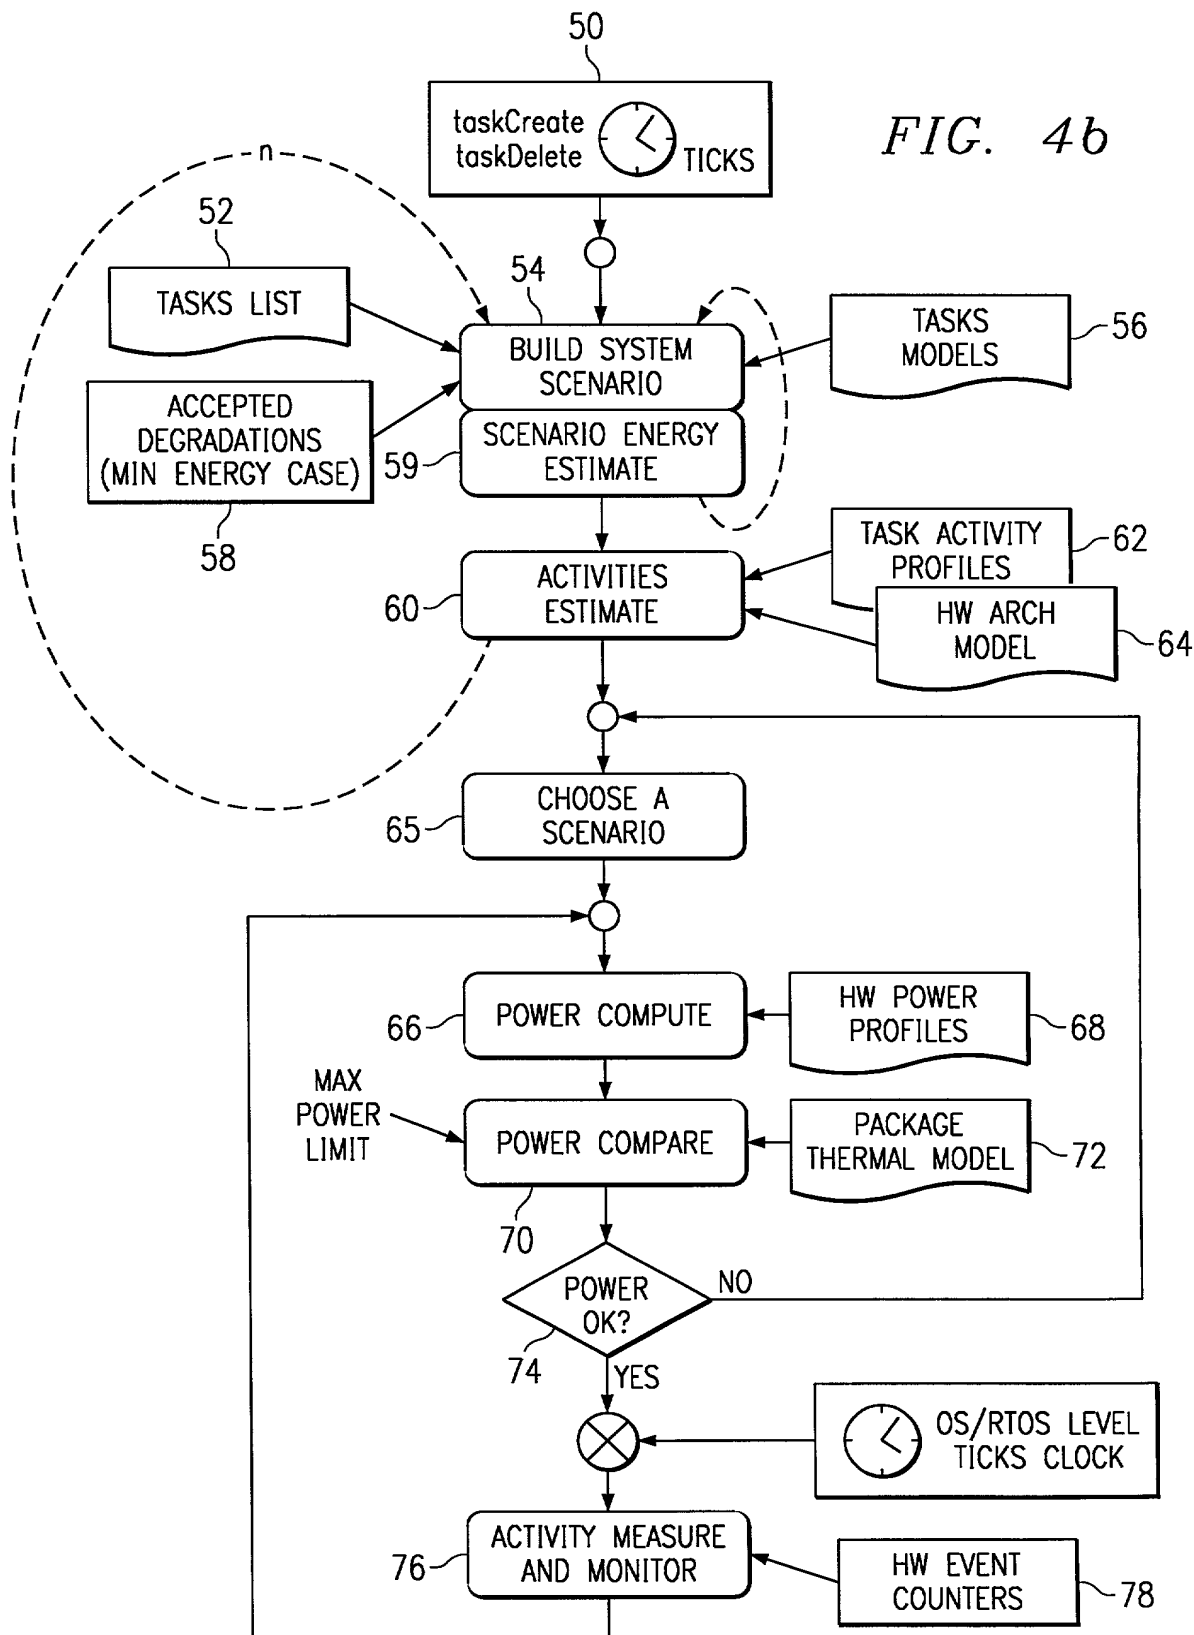 50
taskCreate
taskDelete
TICKS
FIG. 4b
n
52
TASKS LIST
54
BUILD SYSTEM
SCENARIO
TASKS
MODELS
56
ACCEPTED
DEGRADATIONS
(MIN ENERGY CASE)
58
SCENARIO ENERGY
ESTIMATE
59
ACTIVITIES
ESTIMATE
60
TASK ACTIVITY
PROFILES
62
HW ARCH
MODEL
64
CHOOSE A
SCENARIO
65
POWER COMPUTE
66
HW POWER
PROFILES
68
MAX
POWER
LIMIT
POWER COMPARE
70
PACKAGE
THERMAL MODEL
72
POWER
OK?
NO
74
YES
OS/RTOS LEVEL
TICKS CLOCK
ACTIVITY MEASURE
AND MONITOR
76
HW EVENT
COUNTERS
78